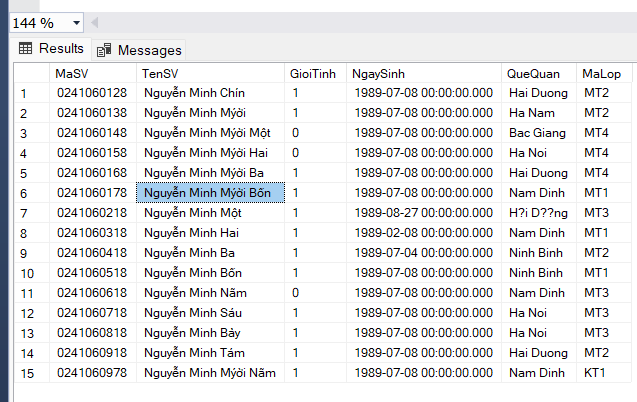 144 %
Results Messages
MaSV TenSV GioiTinh NgaySinh QueQuan MaLop
1 0241060128 Nguyễn Minh Chín 1 1989-07-08 00:00:00.000 Hai Duong MT2
2 0241060138 Nguyễn Minh Mýời 1 1989-07-08 00:00:00.000 Ha Nam MT2
3 0241060148 Nguyễn Minh Mýời Một 0 1989-07-08 00:00:00.000 Bac Giang MT4
4 0241060158 Nguyễn Minh Mýời Hai 0 1989-07-08 00:00:00.000 Ha Noi MT4
5 0241060168 Nguyễn Minh Mýời Ba 1 1989-07-08 00:00:00.000 Hai Duong MT4
6 0241060178 Nguyễn Minh Mýời Bốn 1 1989-07-08 00:00:00.000 Nam Dinh MT1
7 0241060218 Nguyễn Minh Một 1 1989-08-27 00:00:00.000 H?i D??ng MT3
8 0241060318 Nguyễn Minh Hai 1 1989-02-08 00:00:00.000 Nam Dinh MT1
9 0241060418 Nguyễn Minh Ba 1 1989-07-04 00:00:00.000 Ninh Binh MT2
10 0241060518 Nguyễn Minh Bốn 1 1989-07-08 00:00:00.000 Ninh Binh MT1
11 0241060618 Nguyễn Minh Nãm 0 1989-07-08 00:00:00.000 Nam Dinh MT3
12 0241060718 Nguyễn Minh Sáu 1 1989-07-08 00:00:00.000 Ha Noi MT3
13 0241060818 Nguyễn Minh Bảy 1 1989-07-08 00:00:00.000 Ha Noi MT3
14 0241060918 Nguyễn Minh Tám 1 1989-07-08 00:00:00.000 Hai Duong MT2
15 0241060978 Nguyễn Minh Mýời Nãm 1 1989-07-08 00:00:00.000 Nam Dinh KT1